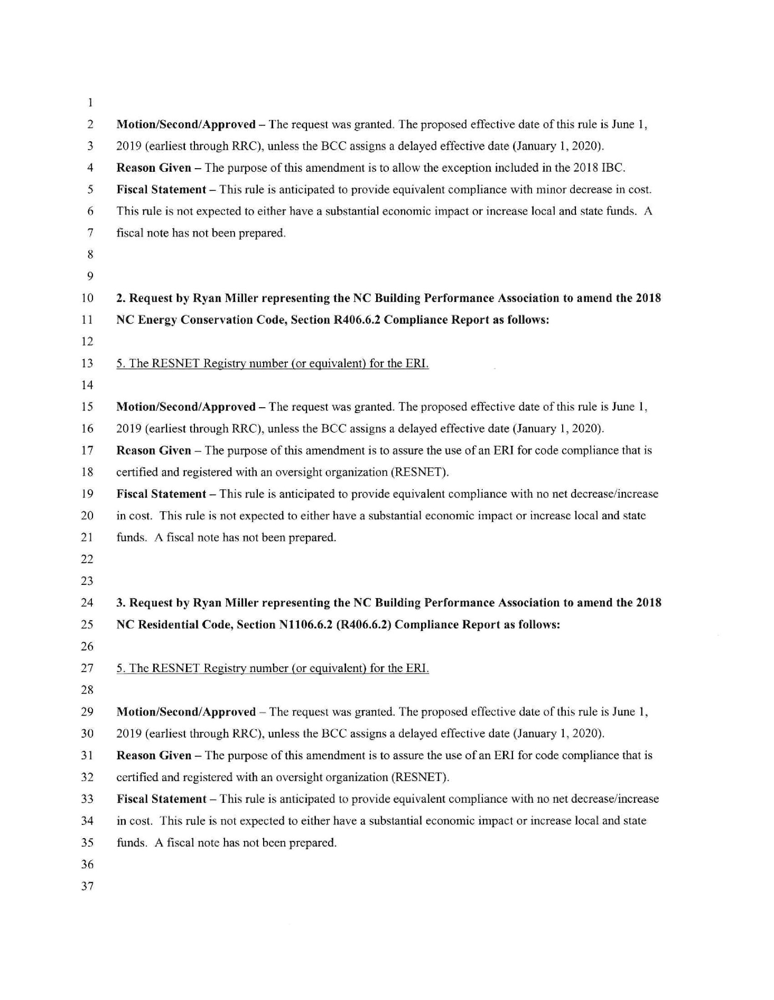 1
2 Motion/Second/Approved – The request was granted. The proposed effective date of this rule is June 1,
3 2019 (earliest through RRC), unless the BCC assigns a delayed effective date (January 1, 2020).
4 Reason Given – The purpose of this amendment is to allow the exception included in the 2018 IBC.
5 Fiscal Statement – This rule is anticipated to provide equivalent compliance with minor decrease in cost.
6 This rule is not expected to either have a substantial economic impact or increase local and state funds. A
7 fiscal note has not been prepared.
8
9
10 2. Request by Ryan Miller representing the NC Building Performance Association to amend the 2018
11 NC Energy Conservation Code, Section R406.6.2 Compliance Report as follows:
12
13 5. The RESNET Registry number (or equivalent) for the ERI.
14
15 Motion/Second/Approved – The request was granted. The proposed effective date of this rule is June 1,
16 2019 (earliest through RRC), unless the BCC assigns a delayed effective date (January 1, 2020).
17 Reason Given – The purpose of this amendment is to assure the use of an ERI for code compliance that is
18 certified and registered with an oversight organization (RESNET).
19 Fiscal Statement – This rule is anticipated to provide equivalent compliance with no net decrease/increase
20 in cost. This rule is not expected to either have a substantial economic impact or increase local and state
21 funds. A fiscal note has not been prepared.
22
23
24 3. Request by Ryan Miller representing the NC Building Performance Association to amend the 2018
25 NC Residential Code, Section N1106.6.2 (R406.6.2) Compliance Report as follows:
26
27 5. The RESNET Registry number (or equivalent) for the ERI.
28
29 Motion/Second/Approved – The request was granted. The proposed effective date of this rule is June 1,
30 2019 (earliest through RRC), unless the BCC assigns a delayed effective date (January 1, 2020).
31 Reason Given – The purpose of this amendment is to assure the use of an ERI for code compliance that is
32 certified and registered with an oversight organization (RESNET).
33 Fiscal Statement – This rule is anticipated to provide equivalent compliance with no net decrease/increase
34 in cost. This rule is not expected to either have a substantial economic impact or increase local and state
35 funds. A fiscal note has not been prepared.
36
37